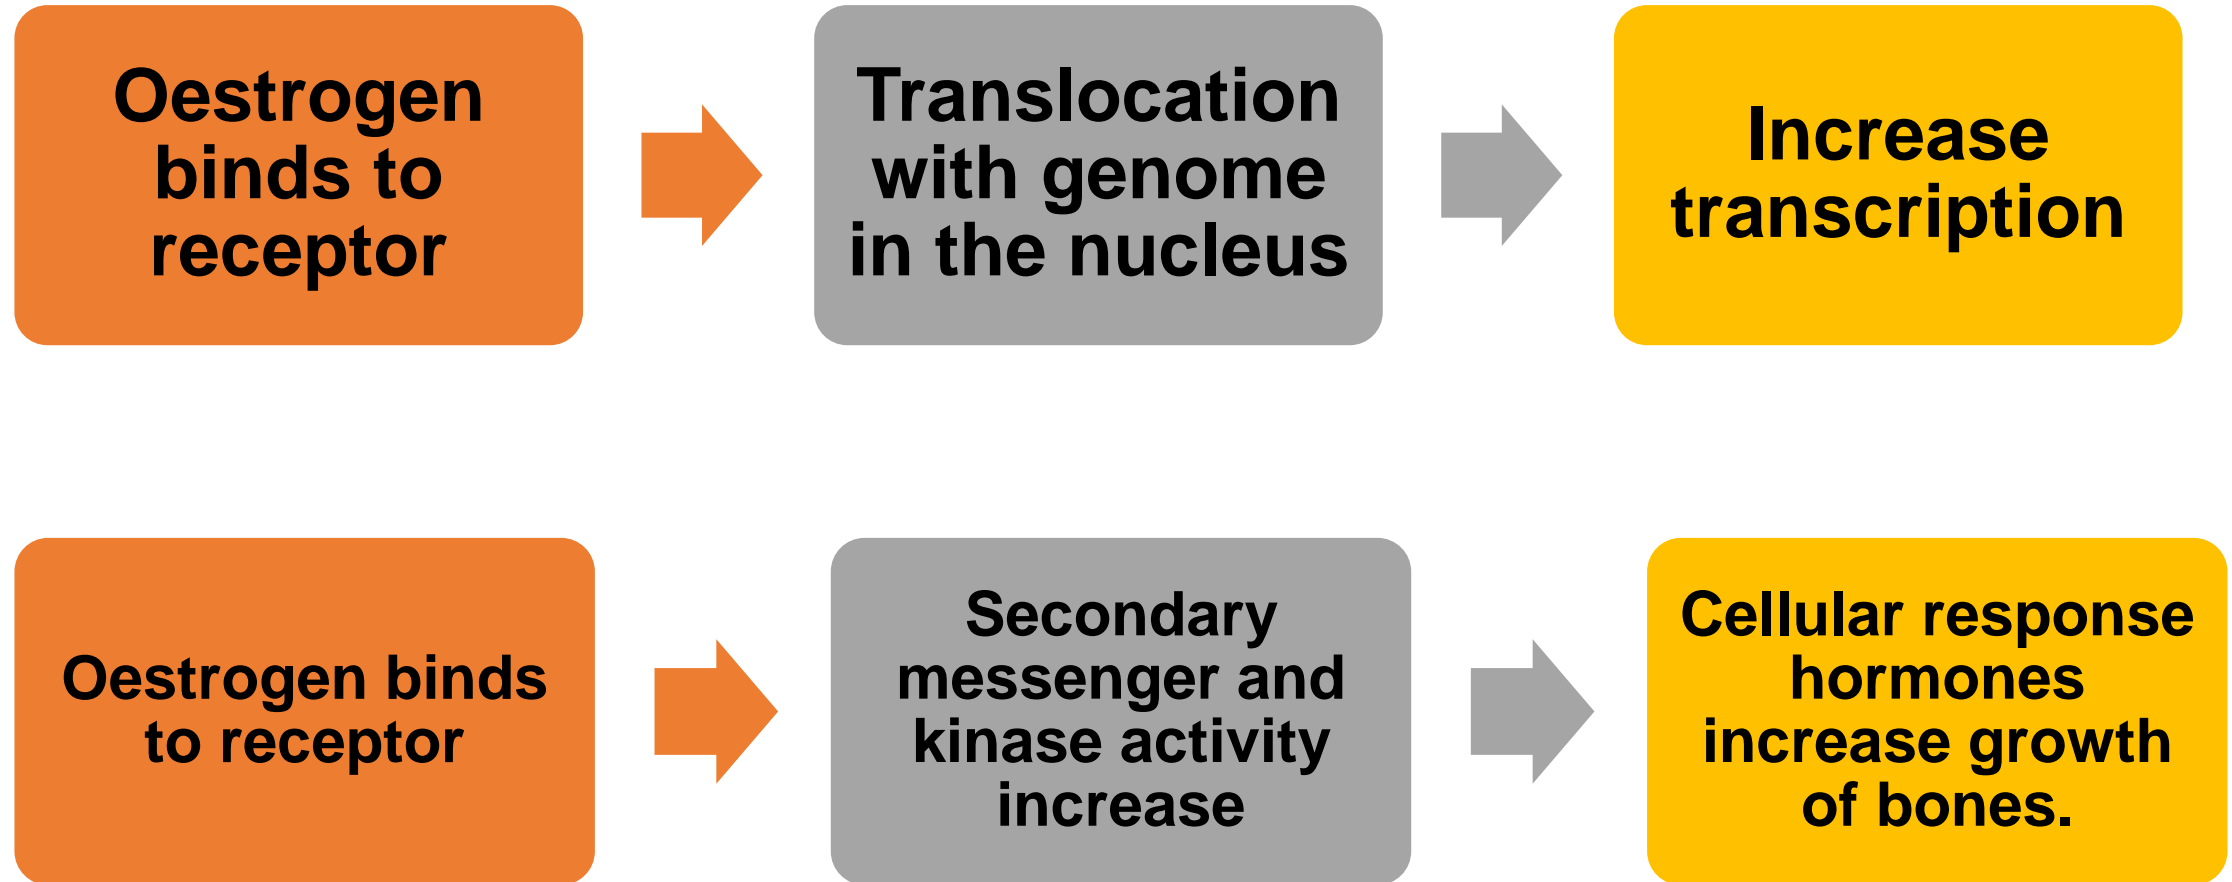 Oestrogen
binds to
receptor
Translocation
with genome
in the nucleus
Increase
transcription
Oestrogen binds
to receptor
Secondary
messenger and
kinase activity
increase
Cellular response
hormones
increase growth
of bones.